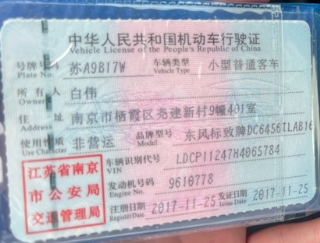 中华人民共和国机动车行驶证
Vehicle License of the People's Republic of China
号牌号码 苏A9B17W 车辆类型 小型普通客车
Plate No. Vehicle Type
所有人 白伟
Owner
住址 南京市栖霞区尧建新村9幢401室
Address
使用性质 非营运 品牌型号 东风标致牌DC6456TLAB16
Use Character Model
江苏省南京
市公安局
交通管理局
车辆识别代号 LDCP11247H4065784
VIN
发动机号码 9610778
Engine No.
注册日期 2017-11-25 发证日期 2017-11-25
Register Date Issue Date